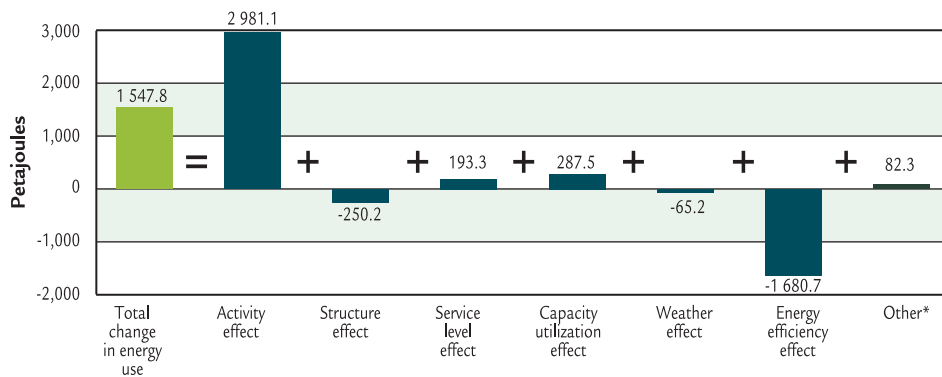 Petajoules
3,000
2,000
1,000
0
-1,000
-2,000
1 547.8
=
2 981.1
+
-250.2
+
193.3
+
287.5
+
-65.2
+
-1 680.7
+
82.3
Total
change
in energy
use
Activity
effect
Structure
effect
Service
level
effect
Capacity
utilization
effect
Weather
effect
Energy
efficiency
effect
Other*